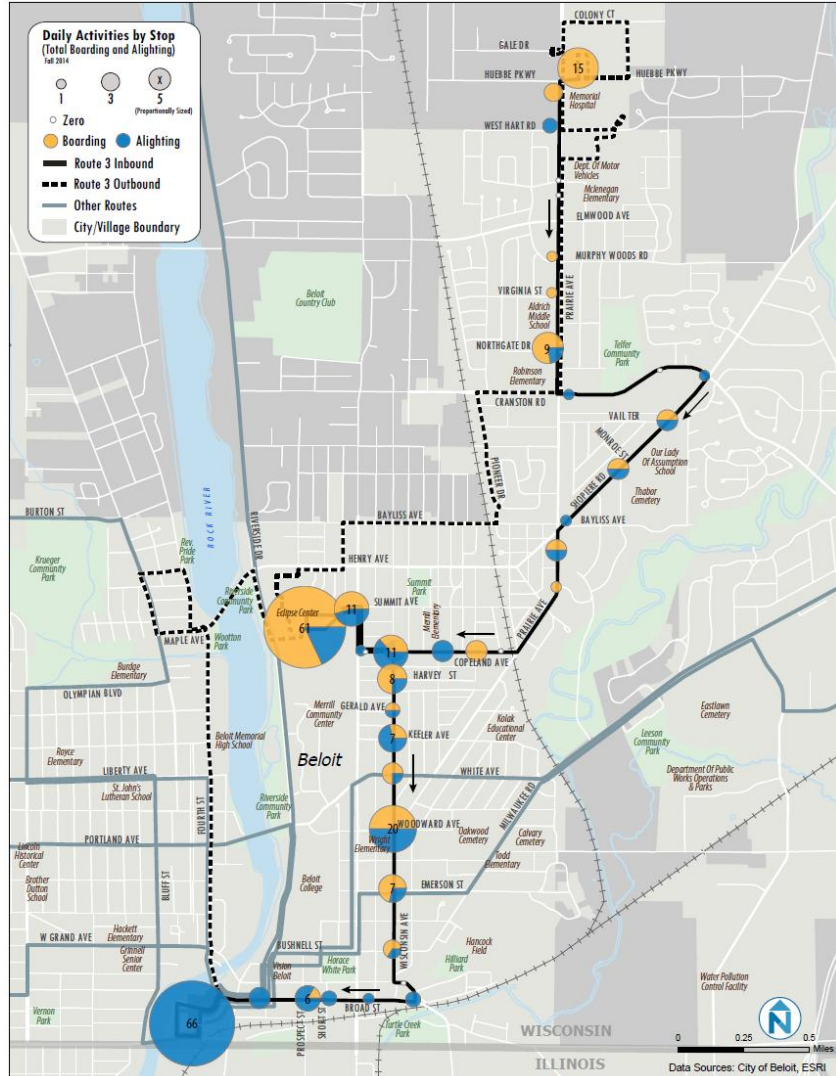 Daily Activities by Stop
(Total Boarding and Alighting)
Fall 2014
X
1
3
5
(Proportionally Sized)
Zero
Boarding
Alighting
Route 3 Inbound
Route 3 Outbound
Other Routes
City/Village Boundary
COLONY CT
GALE DR
15
HUEBBE PKWY
HUEBBE PKWY
Memorial
Hospital
WEST HART RD
Dept. Of Motor
Vehicles
Mclenegan
Elementary
ELMWOOD AVE
MURPHY WOODS RD
VIRGINIA ST
PRAIRIE AVE
Aldrich
Middle
School
Beloit
Country Club
NORTHGATE DR
9
Telfer
Community
Park
Robinson
Elementary
CRANSTON RD
VAIL TER
MONROE ST
Our Lady
Of Assumption
School
SHOPIERE RD
Thabor
Cemetery
PIONEER DR
BAYLISS AVE
BAYLISS AVE
BURTON ST
ROCK RIVER
RIVERSIDE DR
Rev.
Pride
Park
Krueger
Community
Park
HENRY AVE
Riverside
Community
Park
Summit
Park
Eclipse Center
61
11
SUMMIT AVE
Merrill
Elementary
PRAIRIE AVE
MAPLE AVE
Wootton
Park
11
COPELAND AVE
Burdge
Elementary
8
HARVEY ST
OLYMPIAN BLVD
Merrill
Community
Center
GERALD AVE
Kolak
Educational
Center
Eastlawn
Cemetery
Beloit Memorial
High School
7
KEELER AVE
Leeson
Community
Park
Royce
Elementary
Beloit
LIBERTY AVE
WHITE AVE
Department Of Public
Works Operations
& Parks
St. John's
Lutheran School
Riverside
Community
Park
MILWAUKEE RD
FOURTH ST
20
WOODWARD AVE
Wright
Elementary
Oakwood
Cemetery
Calvary
Cemetery
PORTLAND AVE
Lincoln
Historical
Center
Todd
Elementary
Brother
Dutton
School
BLUFF ST
Beloit
College
7
EMERSON ST
Hackett
Elementary
W GRAND AVE
Grinnell
Senior
Center
BUSHNELL ST
WISCONSIN AVE
Hancock
Field
Vision
Beloit
Horace
White Park
Hilliard
Park
Water Pollution
Control Facility
6
Vernon
Park
66
PROSPECT ST
SHORT ST
BROAD ST
Turtle Creek
Park
WISCONSIN
ILLINOIS
N
0
0.25
0.5
Miles
Data Sources: City of Beloit, ESRI